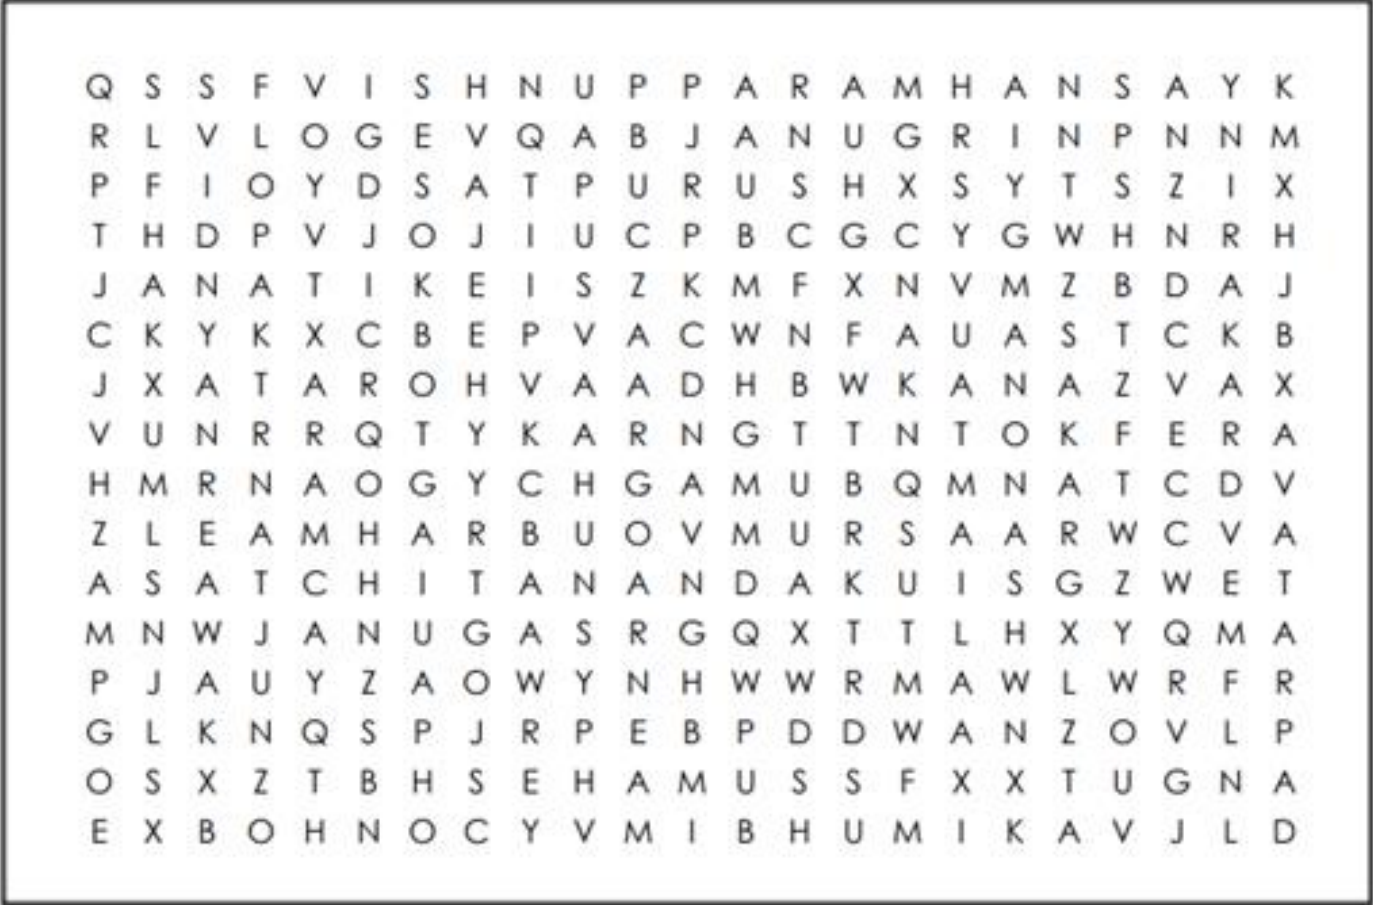 Q S S F V I S H N U P P A R A M H A N S A Y K
R L V L O G E V Q A B J A N U G R I N P N N M
P F I O Y D S A T P U R U S H X S Y T S Z I X
T H D P V J O J I U C P B C G C Y G W H N R H
J A N A T I K E I S Z K M F X N V M Z B D A J
C K Y K X C B E P V A C W N F A U A S T C K B
J X A T A R O H V A A D H B W K A N A Z V A X
V U N R R Q T Y K A R N G T T N T O K F E R A
H M R N A O G Y C H G A M U B Q M N A T C D V
Z L E A M H A R B U O V M U R S A A R W C V A
A S A T C H I T A N A N D A K U I S G Z W E T
M N W J A N U G A S R G Q X T T L H X Y Q M A
P J A U Y Z A O W Y N H W W R M A W L W R F R
G L K N Q S P J R P E B P D D W A N Z O V L P
O S X Z T B H S E H A M U S S F X X T U G N A
E X B O H N O C Y V M I B H U M I K A V J L D